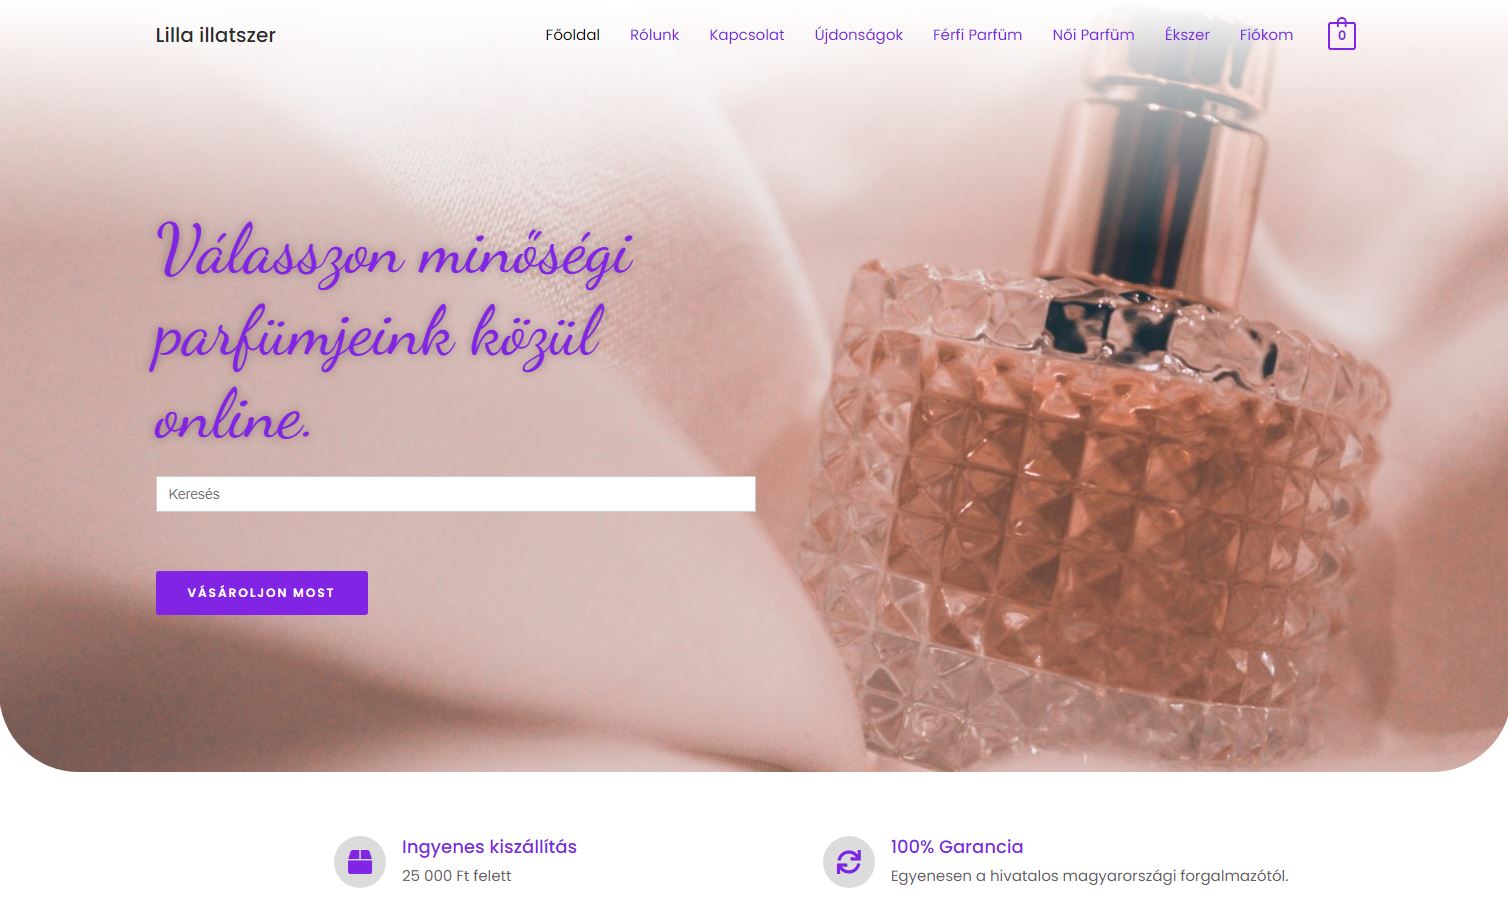 Lilla illatszer
Főoldal Rólunk Kapcsolat Újdonságok Férfi Parfüm Női Parfüm Ékszer Fiókom 0
Válasszon minőségi
parfümjeink közül
online.
Keresés
VÁSÁROLJON MOST
Ingyenes kiszállítás
25 000 Ft felett
100% Garancia
Egyenesen a hivatalos magyarországi forgalmazótól.